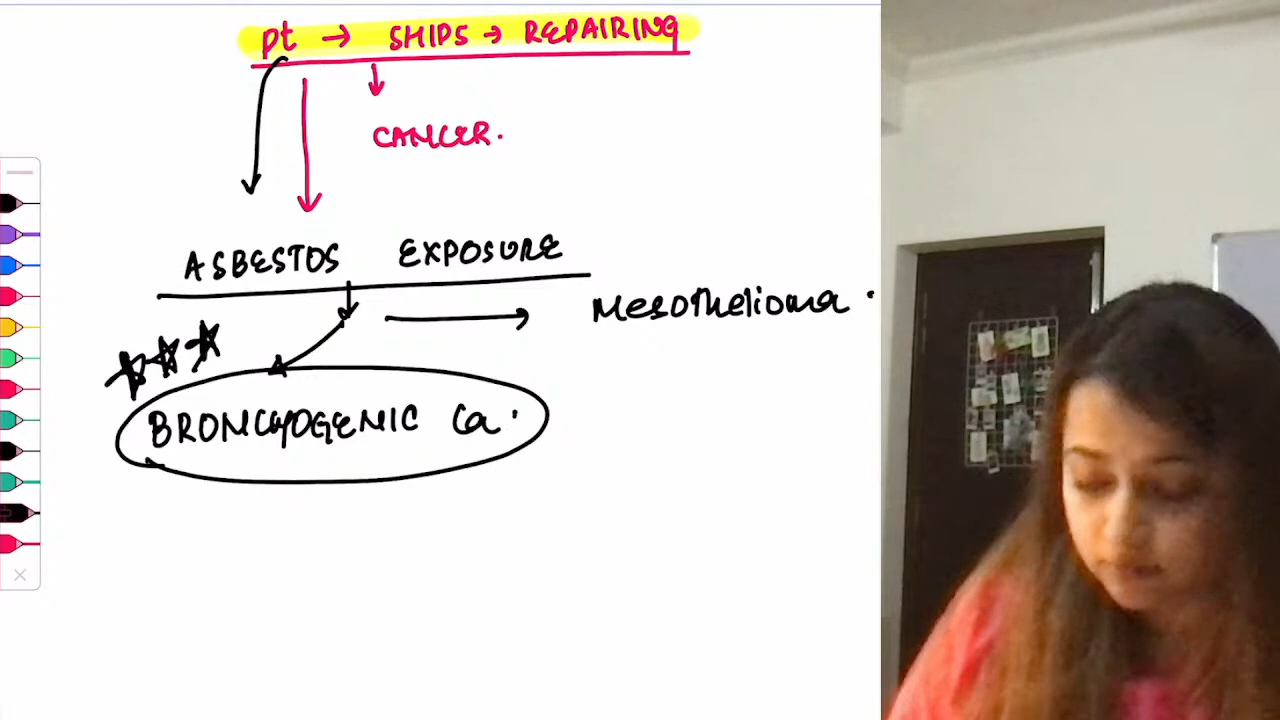 pt → SHIPS → REPAIRING
CANCER.
ASBESTOS EXPOSURE
Mesothelioma.
BRONCHOGENIC Ca.